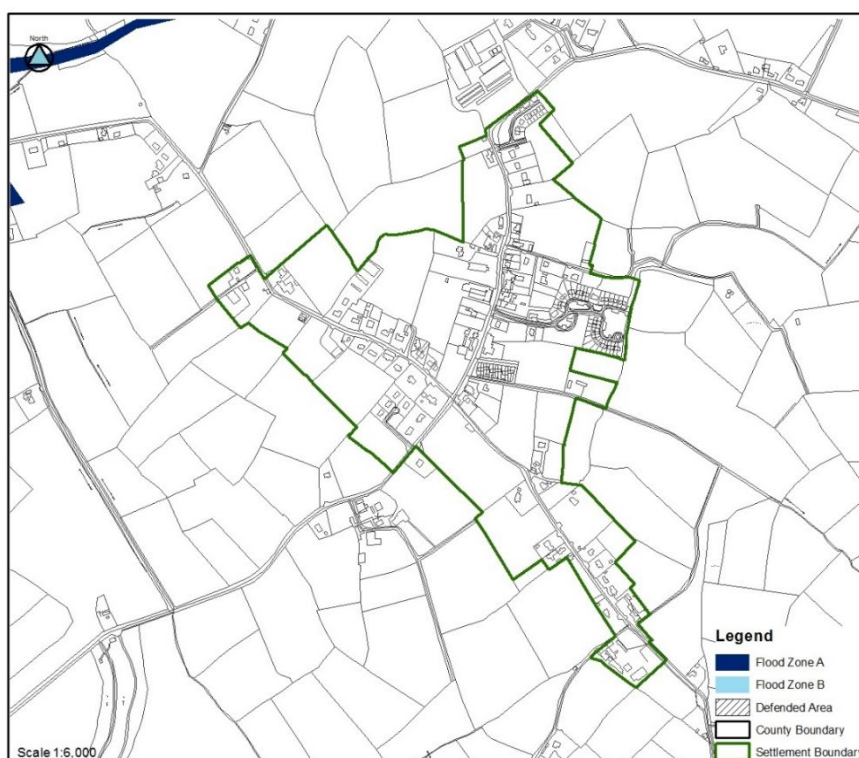 North
Legend
Flood Zone A
Flood Zone B
Defended Area
County Boundary
Settlement Boundary
Scale 1:6,000